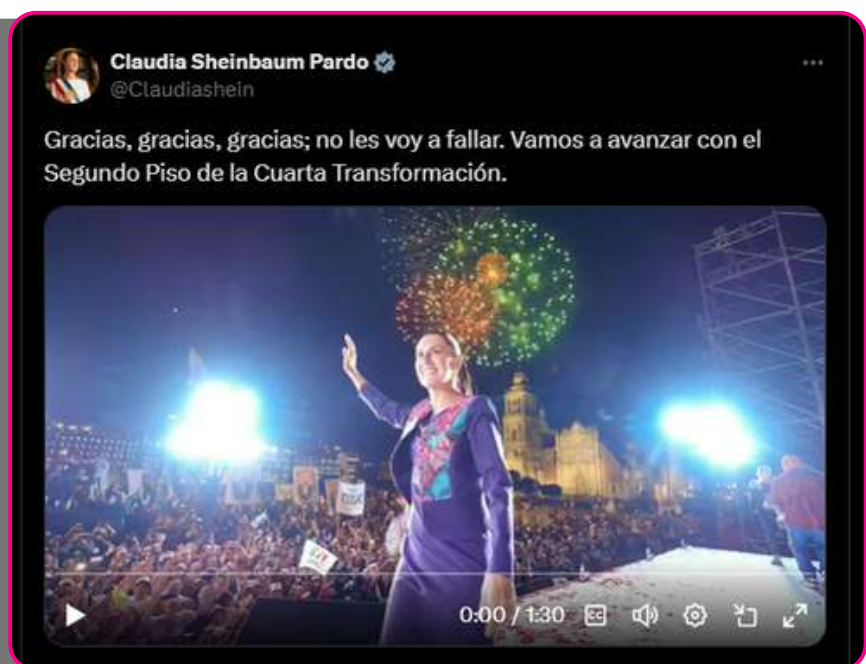 Claudia Sheinbaum Pardo
@Claudiashein
Gracias, gracias, gracias; no les voy a fallar. Vamos a avanzar con el
Segundo Piso de la Cuarta Transformación.
0:00 / 1:30 CC